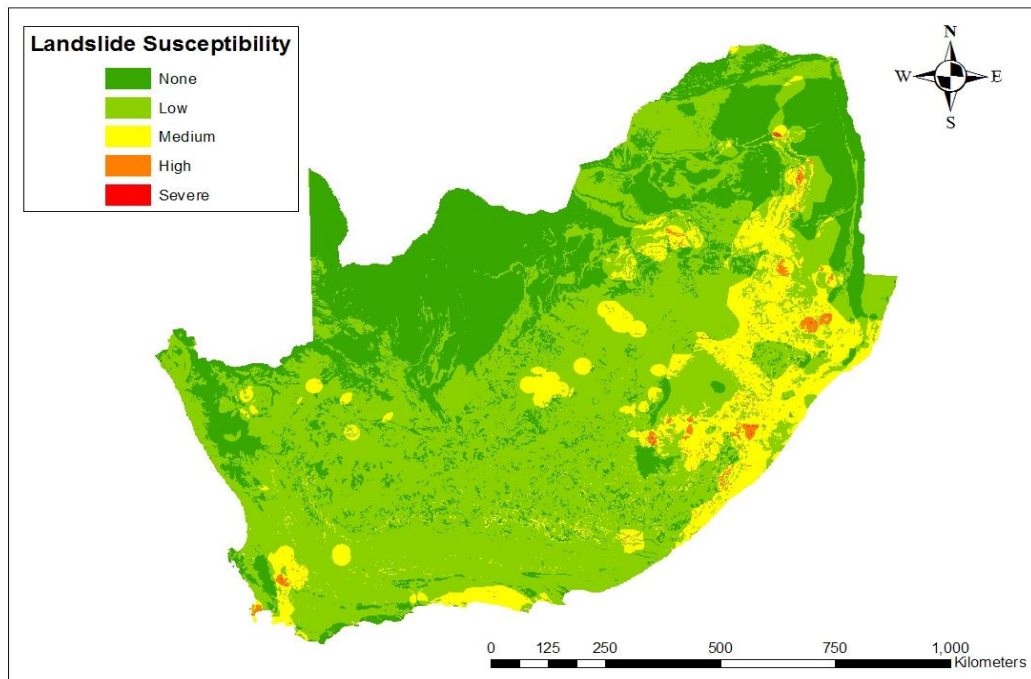 Landslide Susceptibility
None
Low
Medium
High
Severe
N
W E
S
0 125 250 500 750 1,000
Kilometers